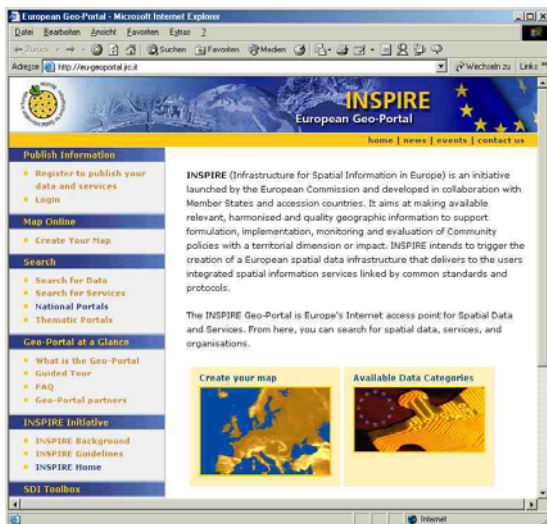 European Geo-Portal - Microsoft Internet Explorer
Datei Bearbeiten Ansicht Favoriten Extras ?
Zurück Suchen Favoriten Medien
Adresse http://eu-geoportal.jrc.it Wechseln zu Links »
INSPIRE
European Geo-Portal
home | news | events | contact us
Publish Information
Register to publish your
data and services
Login
Map Online
Create Your Map
Search
Search for Data
Search for Services
National Portals
Thematic Portals
Geo-Portal at a Glance
What is the Geo-Portal
Guided Tour
FAQ
Geo-Portal partners
INSPIRE Initiative
INSPIRE Background
INSPIRE Guidelines
INSPIRE Home
SDI Toolbox
INSPIRE (Infrastructure for Spatial Information in Europe) is an initiative
launched by the European Commission and developed in collaboration with
Member States and accession countries. It aims at making available
relevant, harmonised and quality geographic information to support
formulation, implementation, monitoring and evaluation of Community
policies with a territorial dimension or impact. INSPIRE intends to trigger the
creation of a European spatial data infrastructure that delivers to the users
integrated spatial information services linked by common standards and
protocols.
The INSPIRE Geo-Portal is Europe's Internet access point for Spatial Data
and Services. From here, you can search for spatial data, services, and
organisations.
Create your map
Available Data Categories
Internet